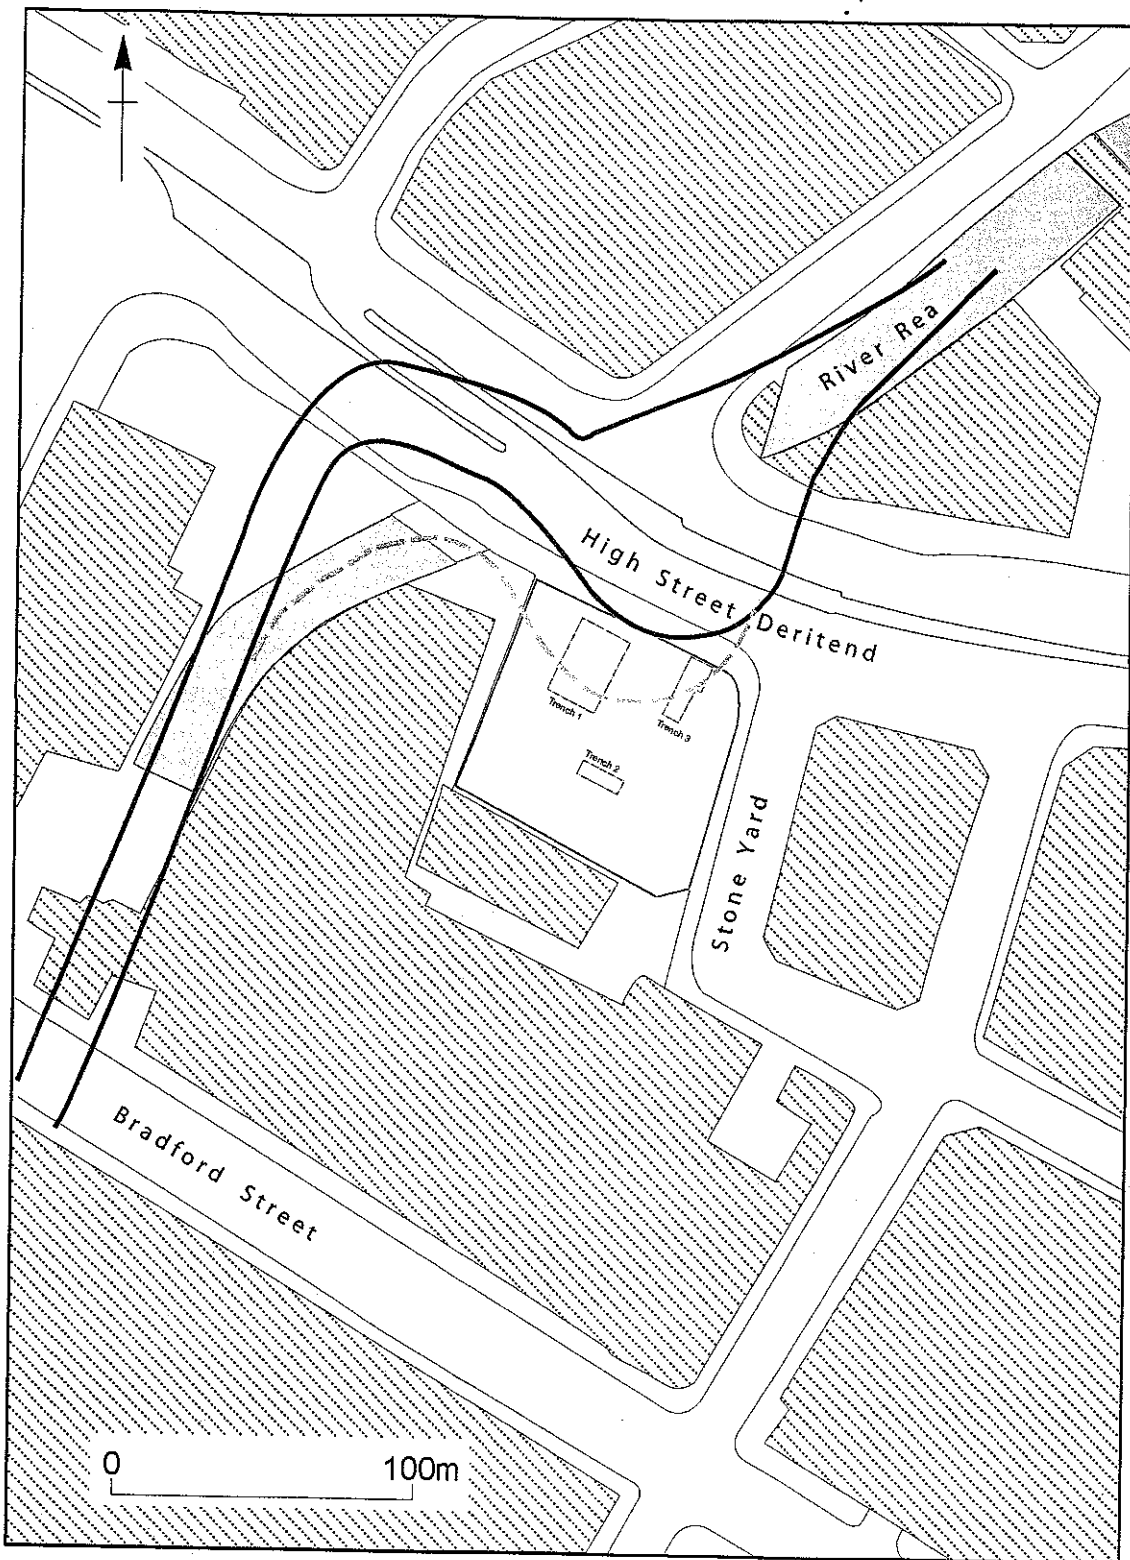 River Rea
High Street Deritend
Trench 1
Trench 3
Trench 2
Stone Yard
Bradford Street
0 100m